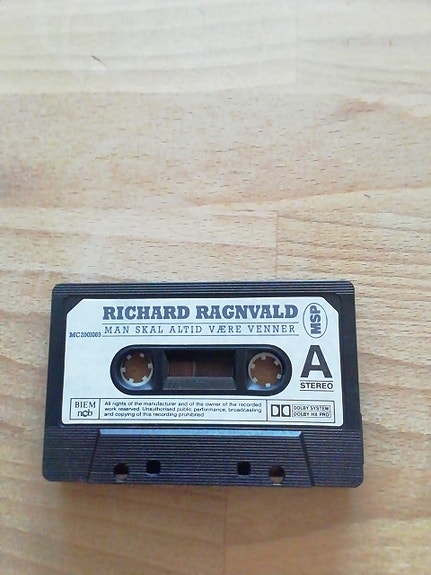 RICHARD RAGNVALD
MAN SKAL ALTID VÆRE VENNER
MSP
A
STEREO
BIEM
ncb
All rights of the manufacturer and of the owner of the recorded
work reserved. Unauthorised public performance, broadcasting
and copying of this recording prohibited
DOLBY SYSTEM
DOLBY HX PRO